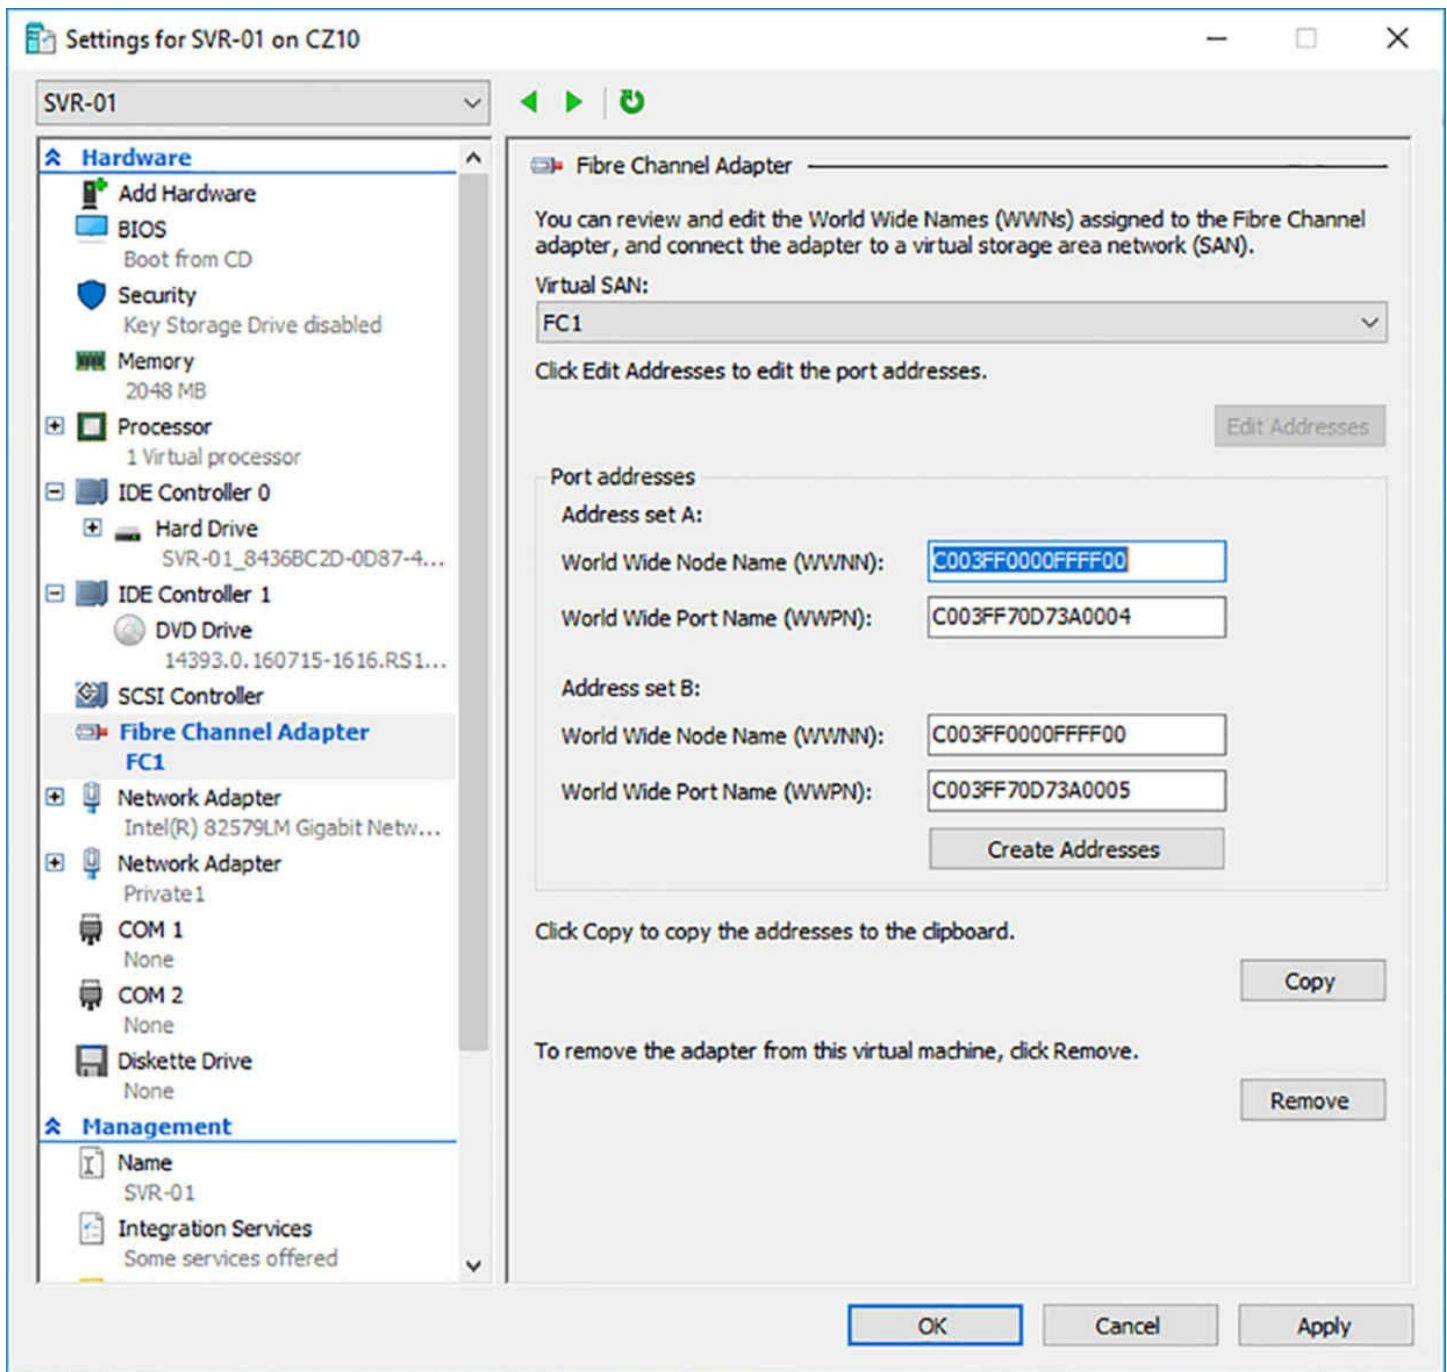 Settings for SVR-01 on CZ10
SVR-01
Hardware
Add Hardware
BIOS
Boot from CD
Security
Key Storage Drive disabled
Memory
2048 MB
Processor
1 Virtual processor
IDE Controller 0
Hard Drive
SVR-01_8436BC2D-0D87-4...
IDE Controller 1
DVD Drive
14393.0.160715-1616.RS1...
SCSI Controller
Fibre Channel Adapter
FC1
Network Adapter
Intel(R) 82579LM Gigabit Netw...
Network Adapter
Private1
COM 1
None
COM 2
None
Diskette Drive
None
Management
Name
SVR-01
Integration Services
Some services offered
Fibre Channel Adapter
You can review and edit the World Wide Names (WWNs) assigned to the Fibre Channel
adapter, and connect the adapter to a virtual storage area network (SAN).
Virtual SAN:
FC1
Click Edit Addresses to edit the port addresses.
Edit Addresses
Port addresses
Address set A:
World Wide Node Name (WWNN): C003FF0000FFFF00
World Wide Port Name (WWPN): C003FF70D73A0004
Address set B:
World Wide Node Name (WWNN): C003FF0000FFFF00
World Wide Port Name (WWPN): C003FF70D73A0005
Create Addresses
Click Copy to copy the addresses to the clipboard.
Copy
To remove the adapter from this virtual machine, click Remove.
Remove
OK Cancel Apply